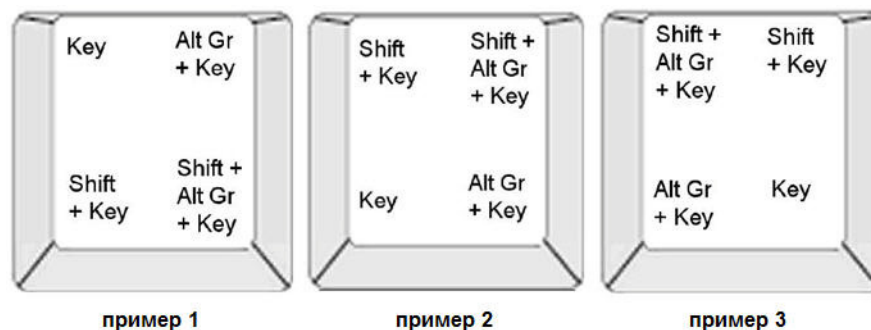 Key
Alt Gr
+ Key
Shift
+ Key
Shift +
Alt Gr
+ Key
Shift
+ Key
Shift +
Alt Gr
+ Key
Key
Alt Gr
+ Key
Shift +
Alt Gr
+ Key
Shift
+ Key
Alt Gr
+ Key
Key
пример 1
пример 2
пример 3